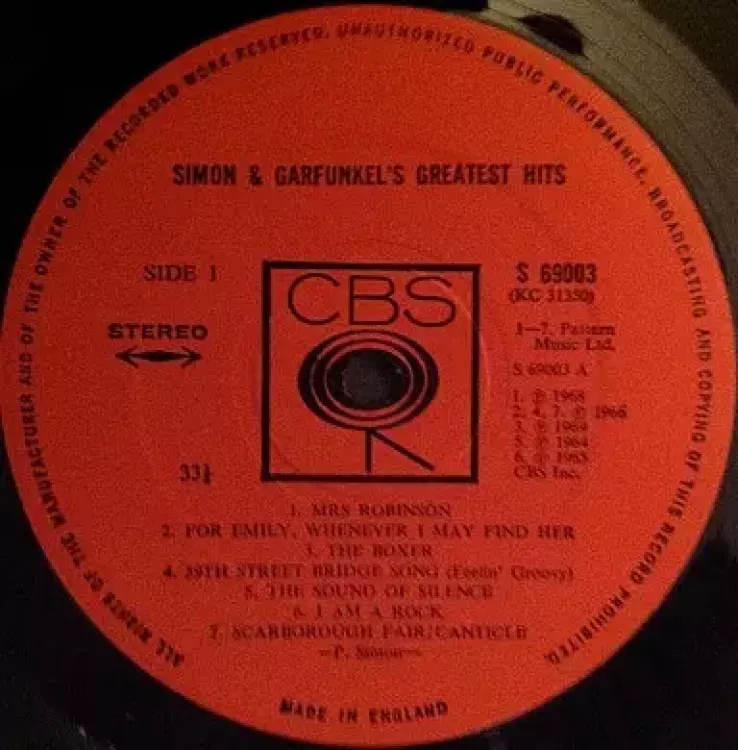 ALL RIGHTS OF THE MANUFACTURER AND OF THE OWNER OF THE RECORDED WORK RESERVED. UNAUTHORIZED PUBLIC PERFORMANCE, BROADCASTING AND COPYING OF THIS RECORD PROHIBITED.
SIMON & GARFUNKEL'S GREATEST HITS
SIDE 1
STEREO
33⅓
CBS
S 69003
(KC 31350)
1—7. Pattern
Music Ltd.
S 69003 A
1. ℗ 1968
2. 4, 7. ℗ 1966
3. ℗ 1969
5. ℗ 1964
6. ℗ 1965
CBS Inc.
1. MRS ROBINSON
2. FOR EMILY, WHENEVER I MAY FIND HER
3. THE BOXER
4. 59TH STREET BRIDGE SONG (Feelin' Groovy)
5. THE SOUND OF SILENCE
6. I AM A ROCK
7. SCARBOROUGH FAIR/CANTICLE
—P. Simon—
MADE IN ENGLAND